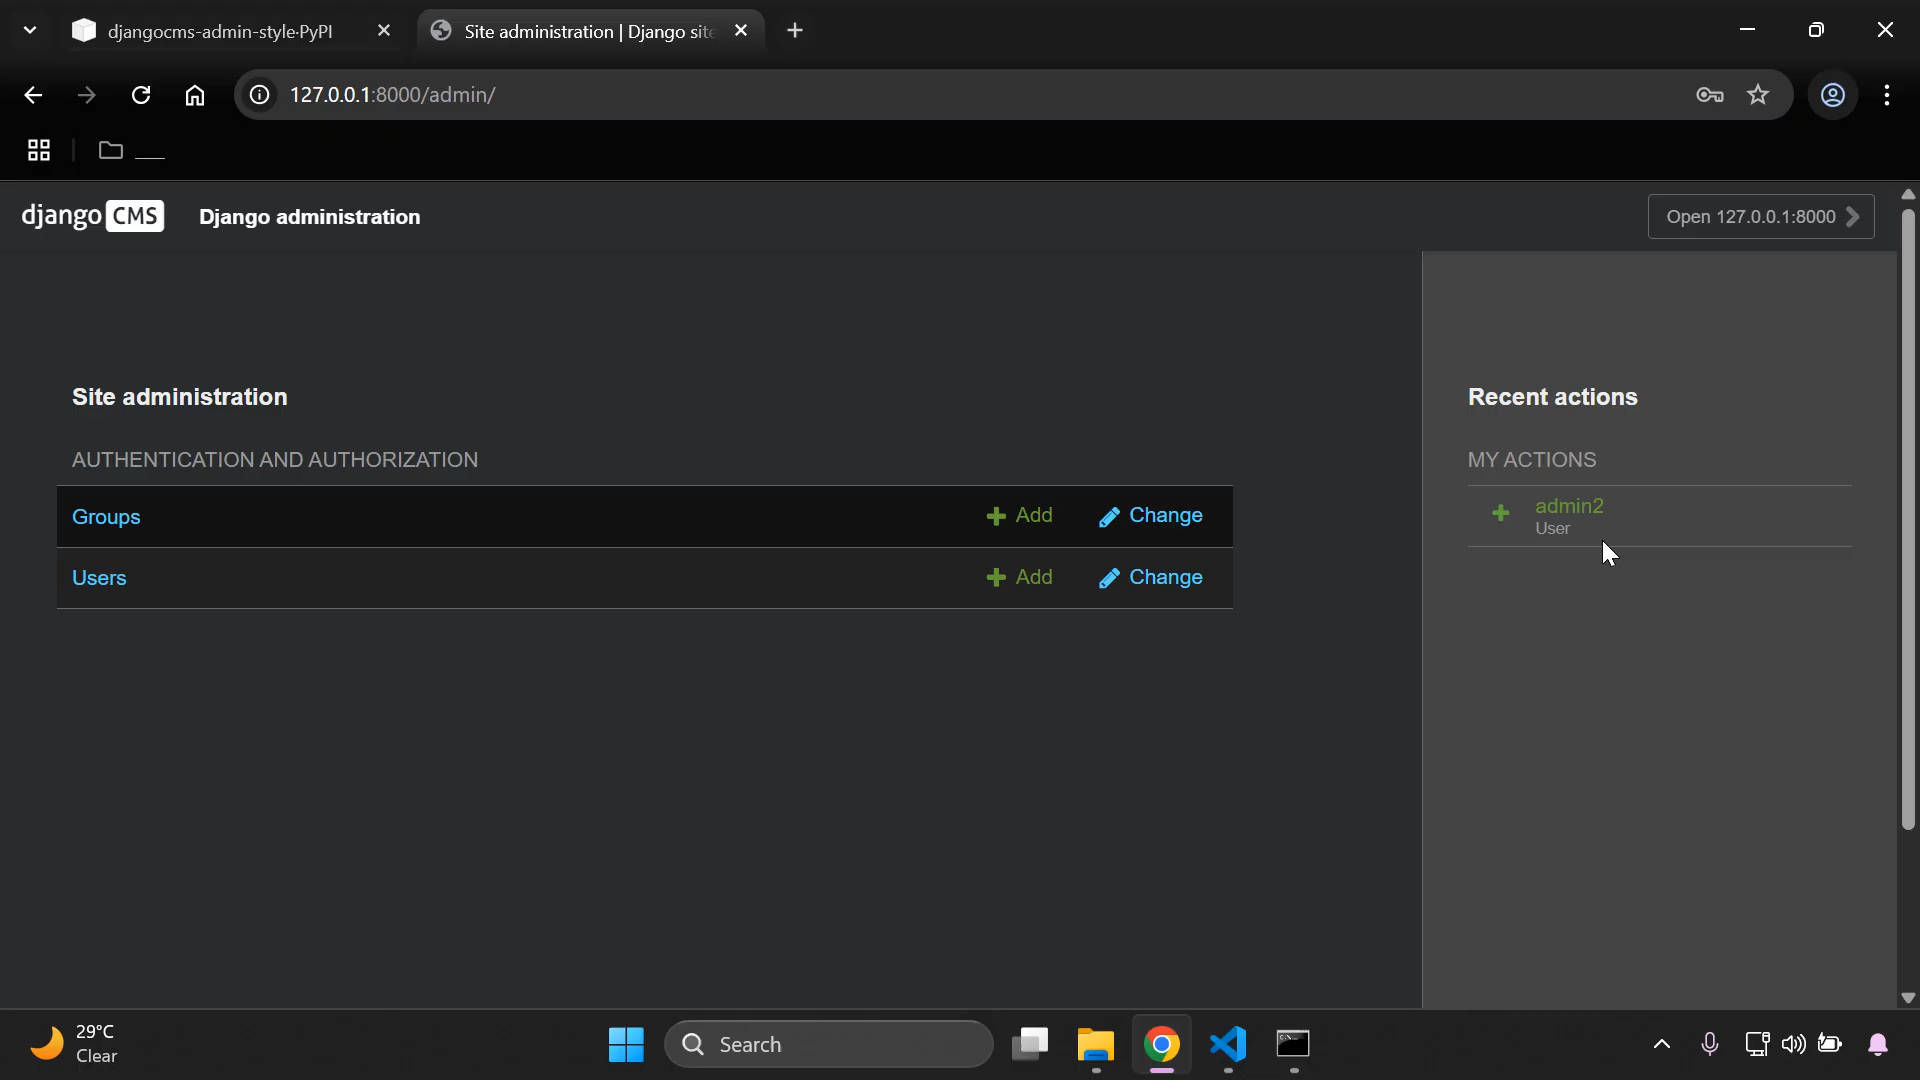 djangocms-admin-style·PyPI
Site administration | Django site
127.0.0.1:8000/admin/
___
django CMS
Django administration
Open 127.0.0.1:8000
Site administration
AUTHENTICATION AND AUTHORIZATION
Groups
Add
Change
Users
Add
Change
Recent actions
MY ACTIONS
admin2
User
29°C
Clear
Search